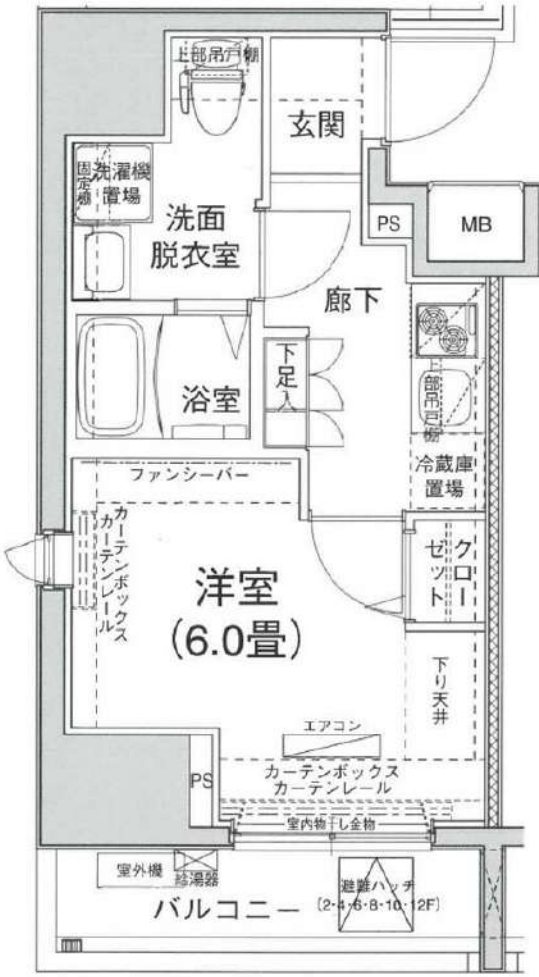 上部吊戸棚
玄関
固定棚
洗濯機
置場
洗面
脱衣室
PS
MB
廊下
下足入
浴室
上部吊戸棚
冷蔵庫
置場
ファンシーバー
カーテンボックス
カーテンレール
クロー
ゼット
洋室
(6.0畳)
下り天井
エアコン
カーテンボックス
カーテンレール
PS
室内物干し金物
室外機
給湯器
避難ハッチ
(2・4・6・8・10・12F)
バルコニー